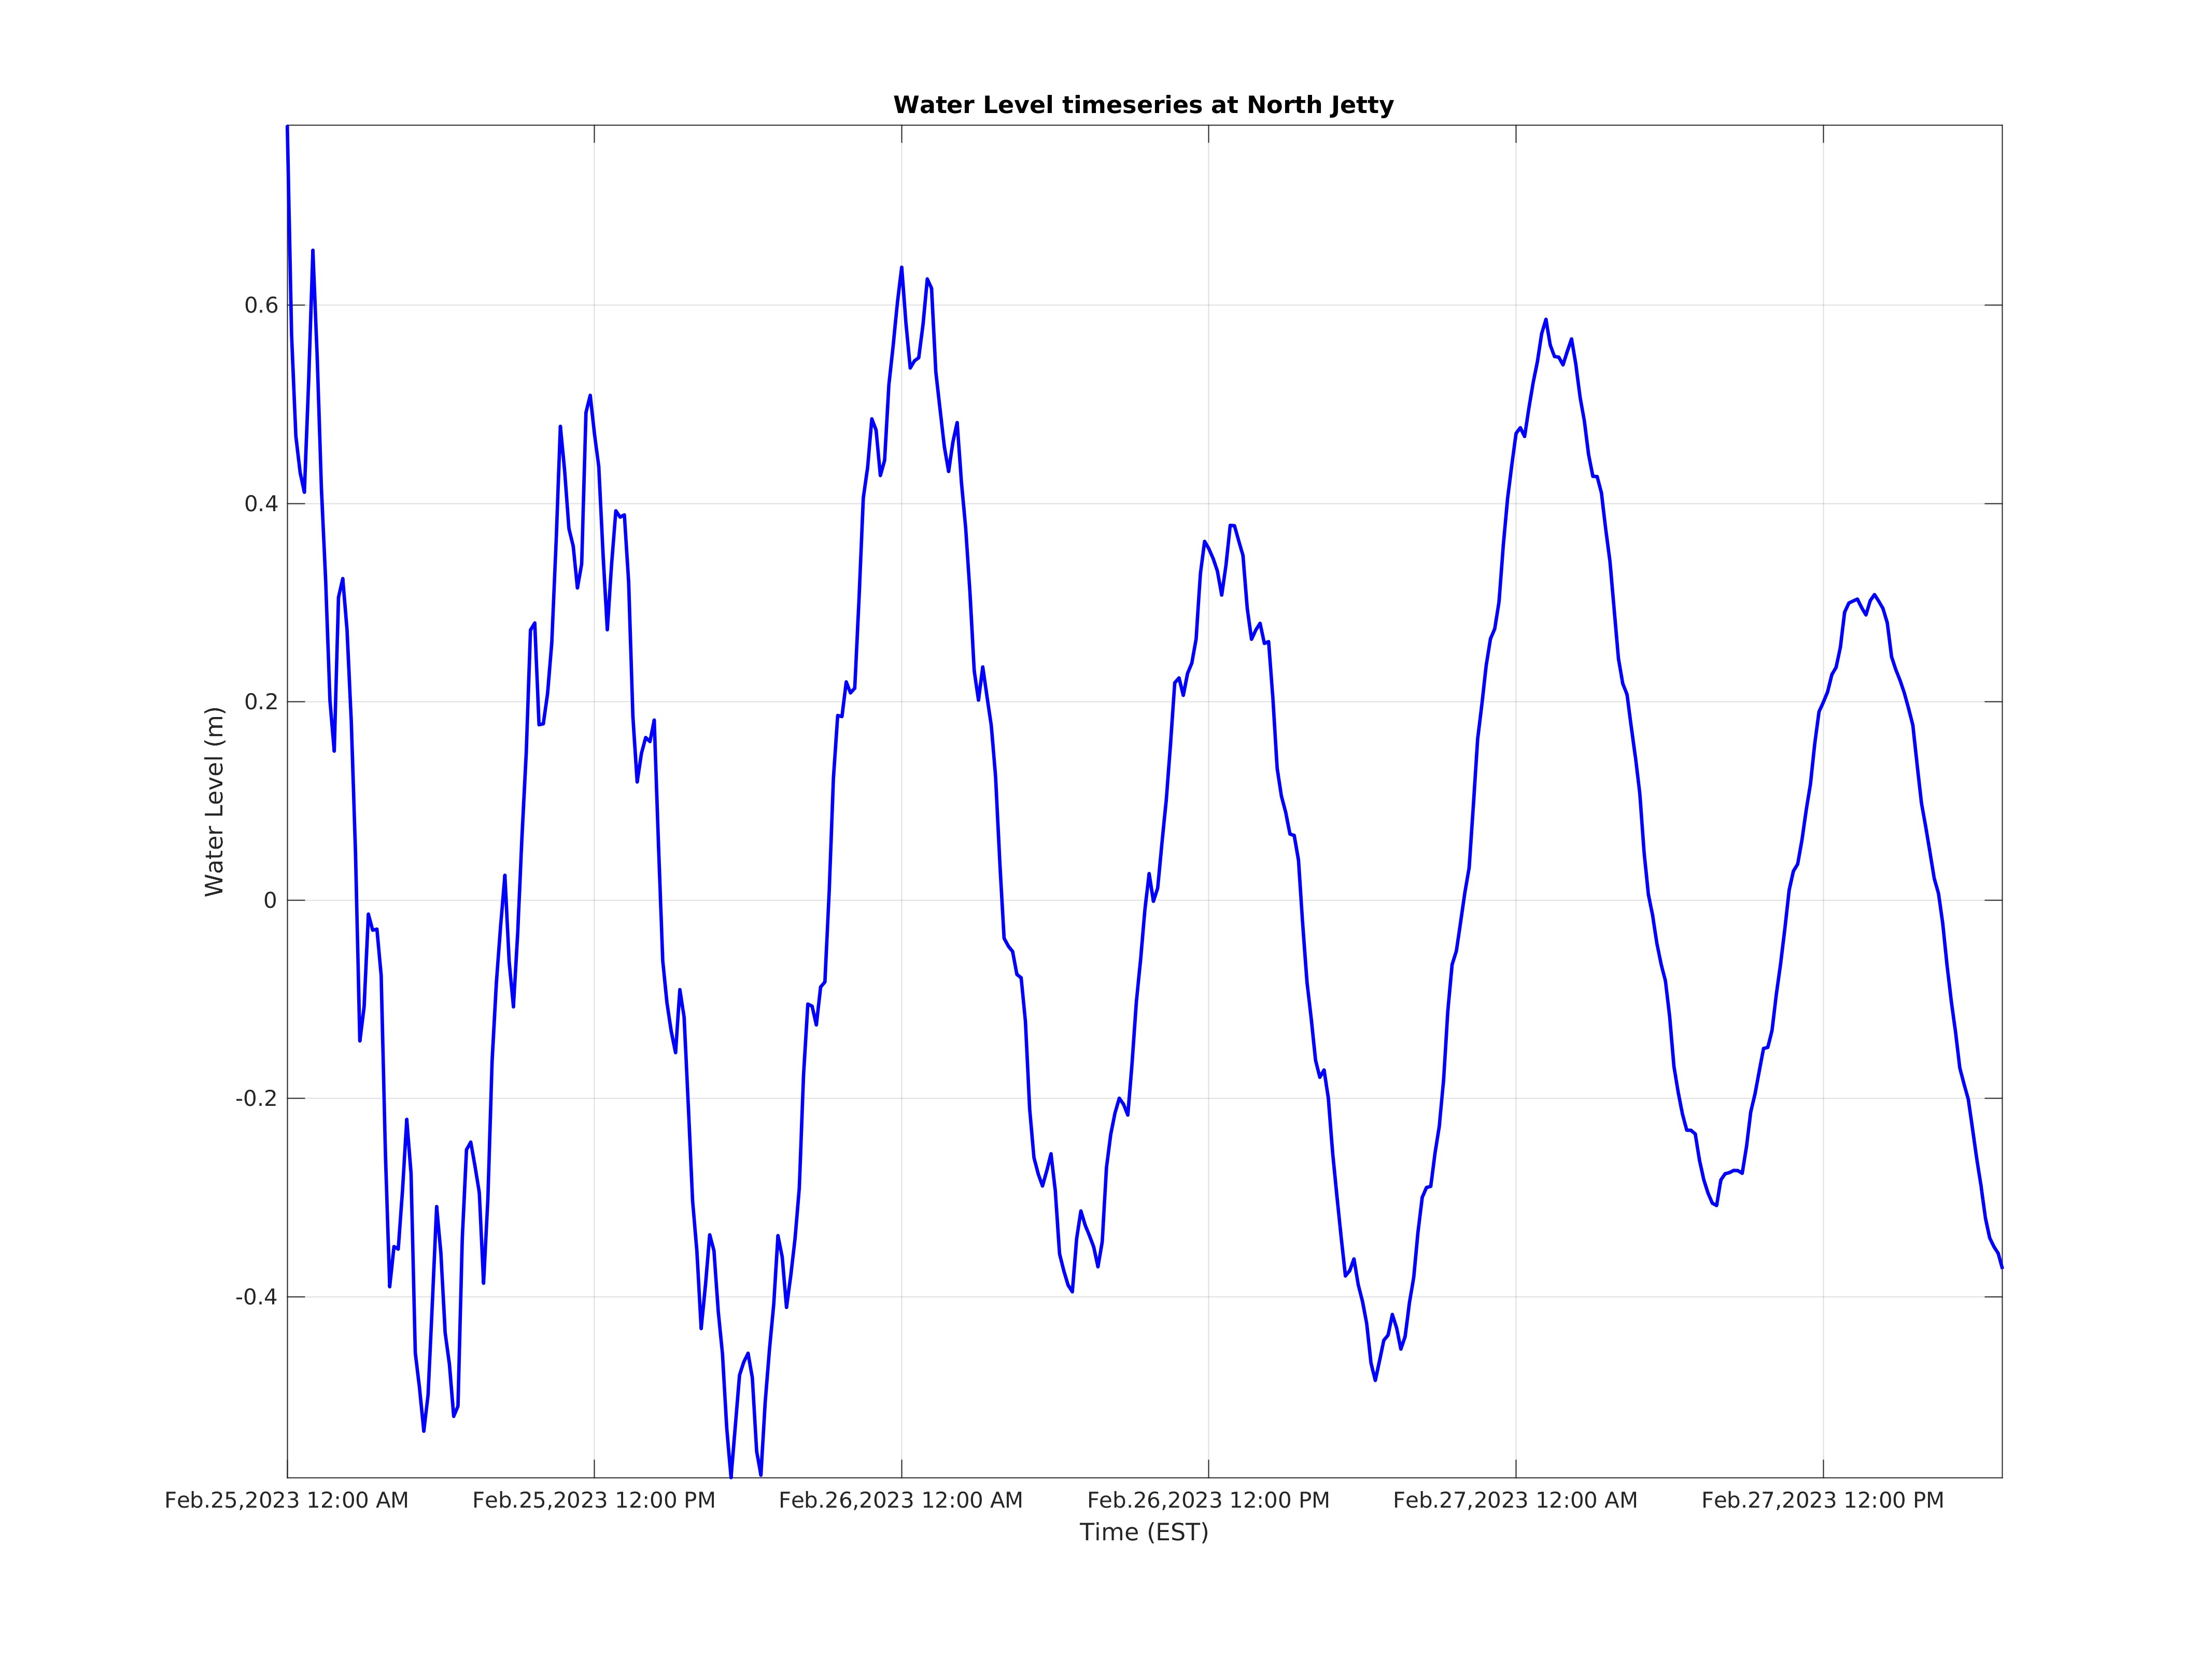 Water Level timeseries at North Jetty
Water Level (m)
0.6
0.4
0.2
0
-0.2
-0.4
Feb.25,2023 12:00 AM
Feb.25,2023 12:00 PM
Feb.26,2023 12:00 AM
Feb.26,2023 12:00 PM
Feb.27,2023 12:00 AM
Feb.27,2023 12:00 PM
Time (EST)